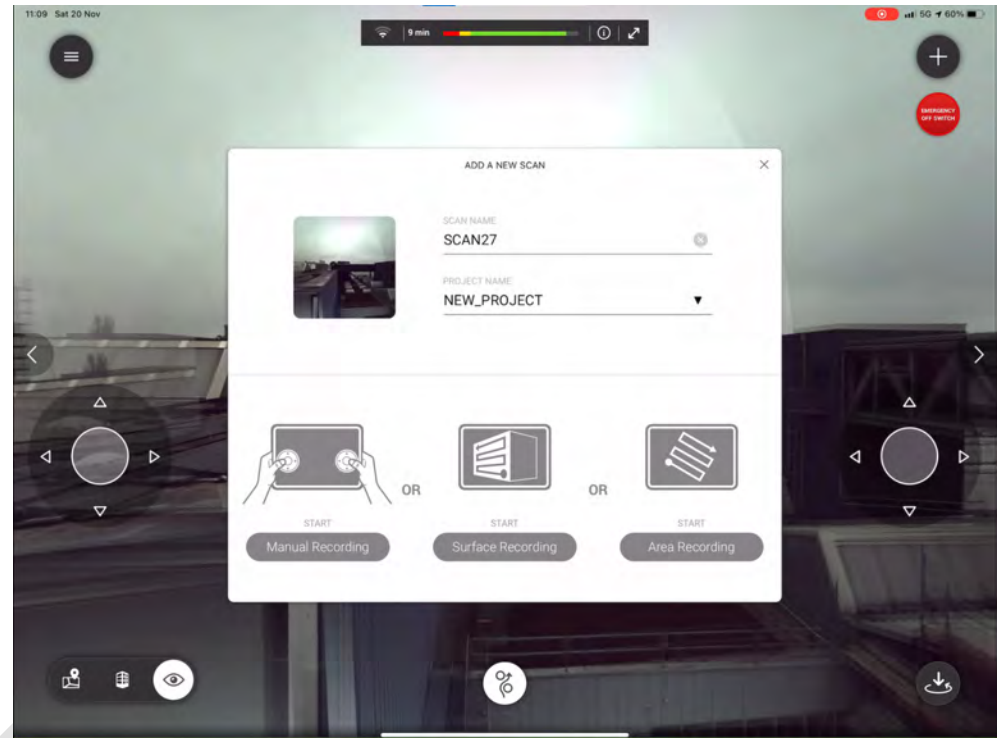 11:09 Sat 20 Nov
5G 60%
9 min
EMERGENCY
OFF SWITCH
ADD A NEW SCAN
SCAN NAME
SCAN27
PROJECT NAME
NEW_PROJECT
OR
OR
START
START
START
Manual Recording
Surface Recording
Area Recording